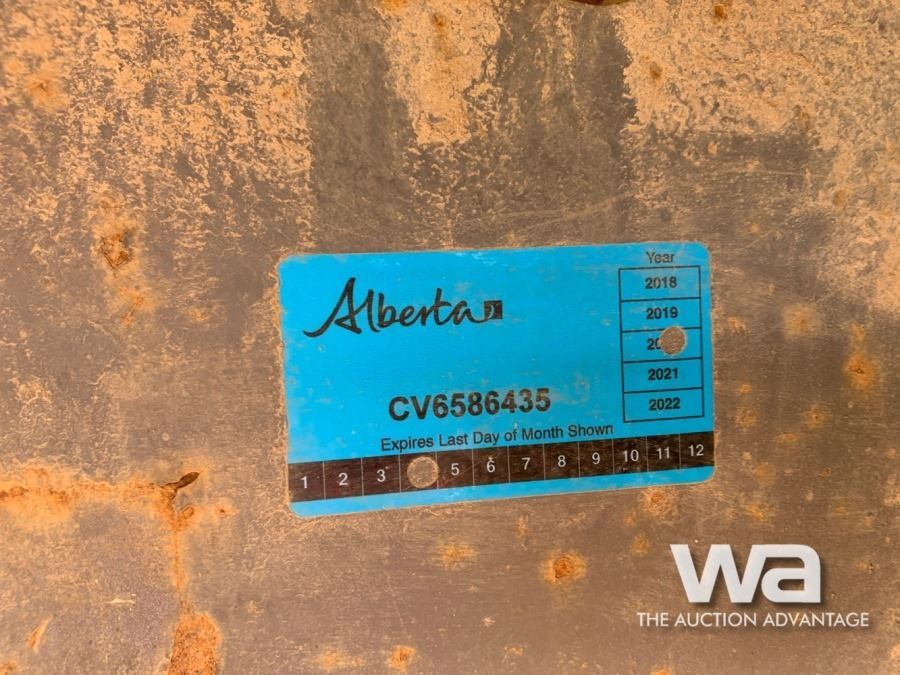 Alberta
Year
2018
2019
20
2021
2022
CV6586435
Expires Last Day of Month Shown
1 2 3 5 6 7 8 9 10 11 12
wa
THE AUCTION ADVANTAGE